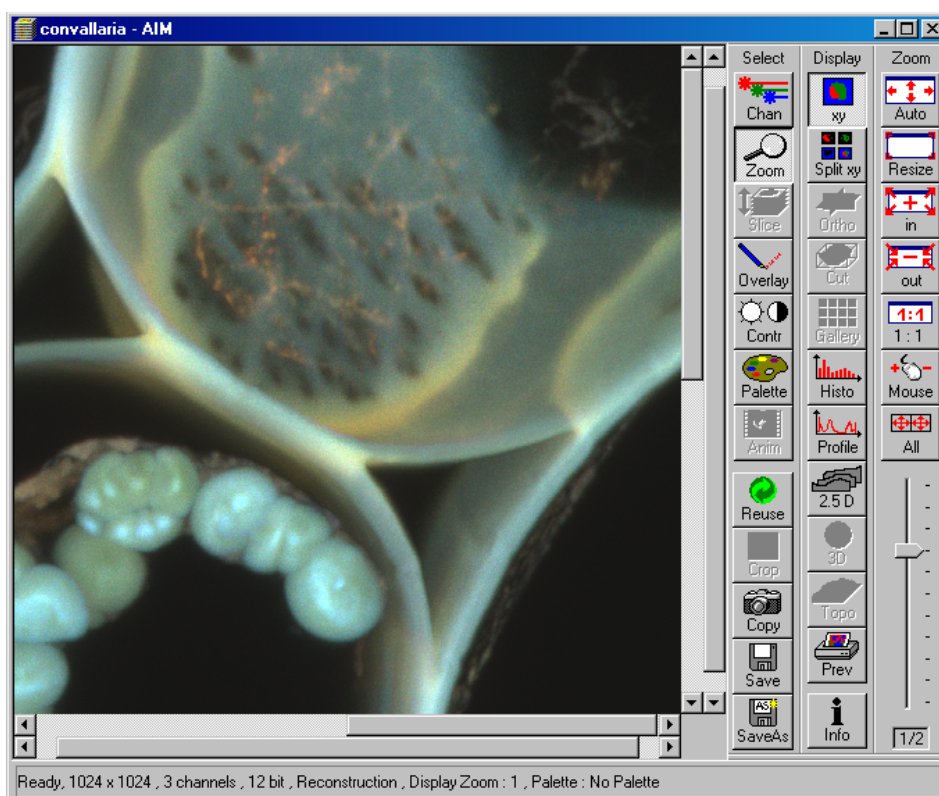 convallaria - AIM
Select Display Zoom
Chan xy Auto
Zoom Split xy Resize
Slice Ortho in
Overlay Cut out
1:1
Contr Gallery 1 : 1
Palette Histo Mouse
Anim Profile All
Reuse 2.5 D
Crop 3D
Copy Topo
Save Prev
AS
SaveAs Info 1/2
Ready, 1024 x 1024 , 3 channels , 12 bit , Reconstruction , Display Zoom : 1 , Palette : No Palette